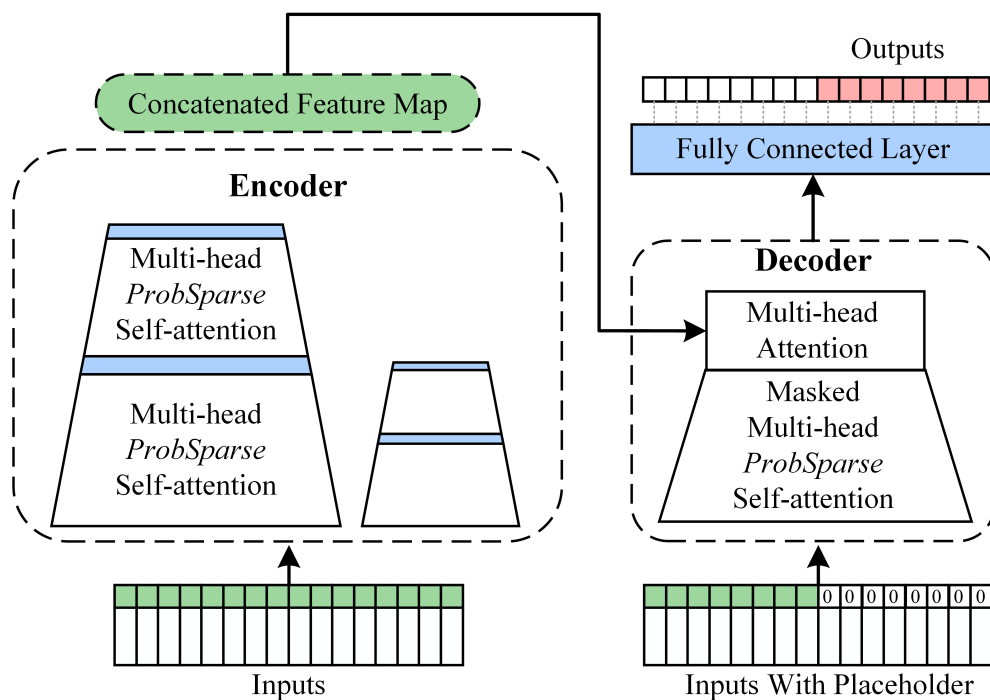 Concatenated Feature Map
Encoder
Multi-head
ProbSparse
Self-attention
Multi-head
ProbSparse
Self-attention
Inputs
Outputs
Fully Connected Layer
Decoder
Multi-head
Attention
Masked
Multi-head
ProbSparse
Self-attention
0 0 0 0 0 0 0 0
Inputs With Placeholder